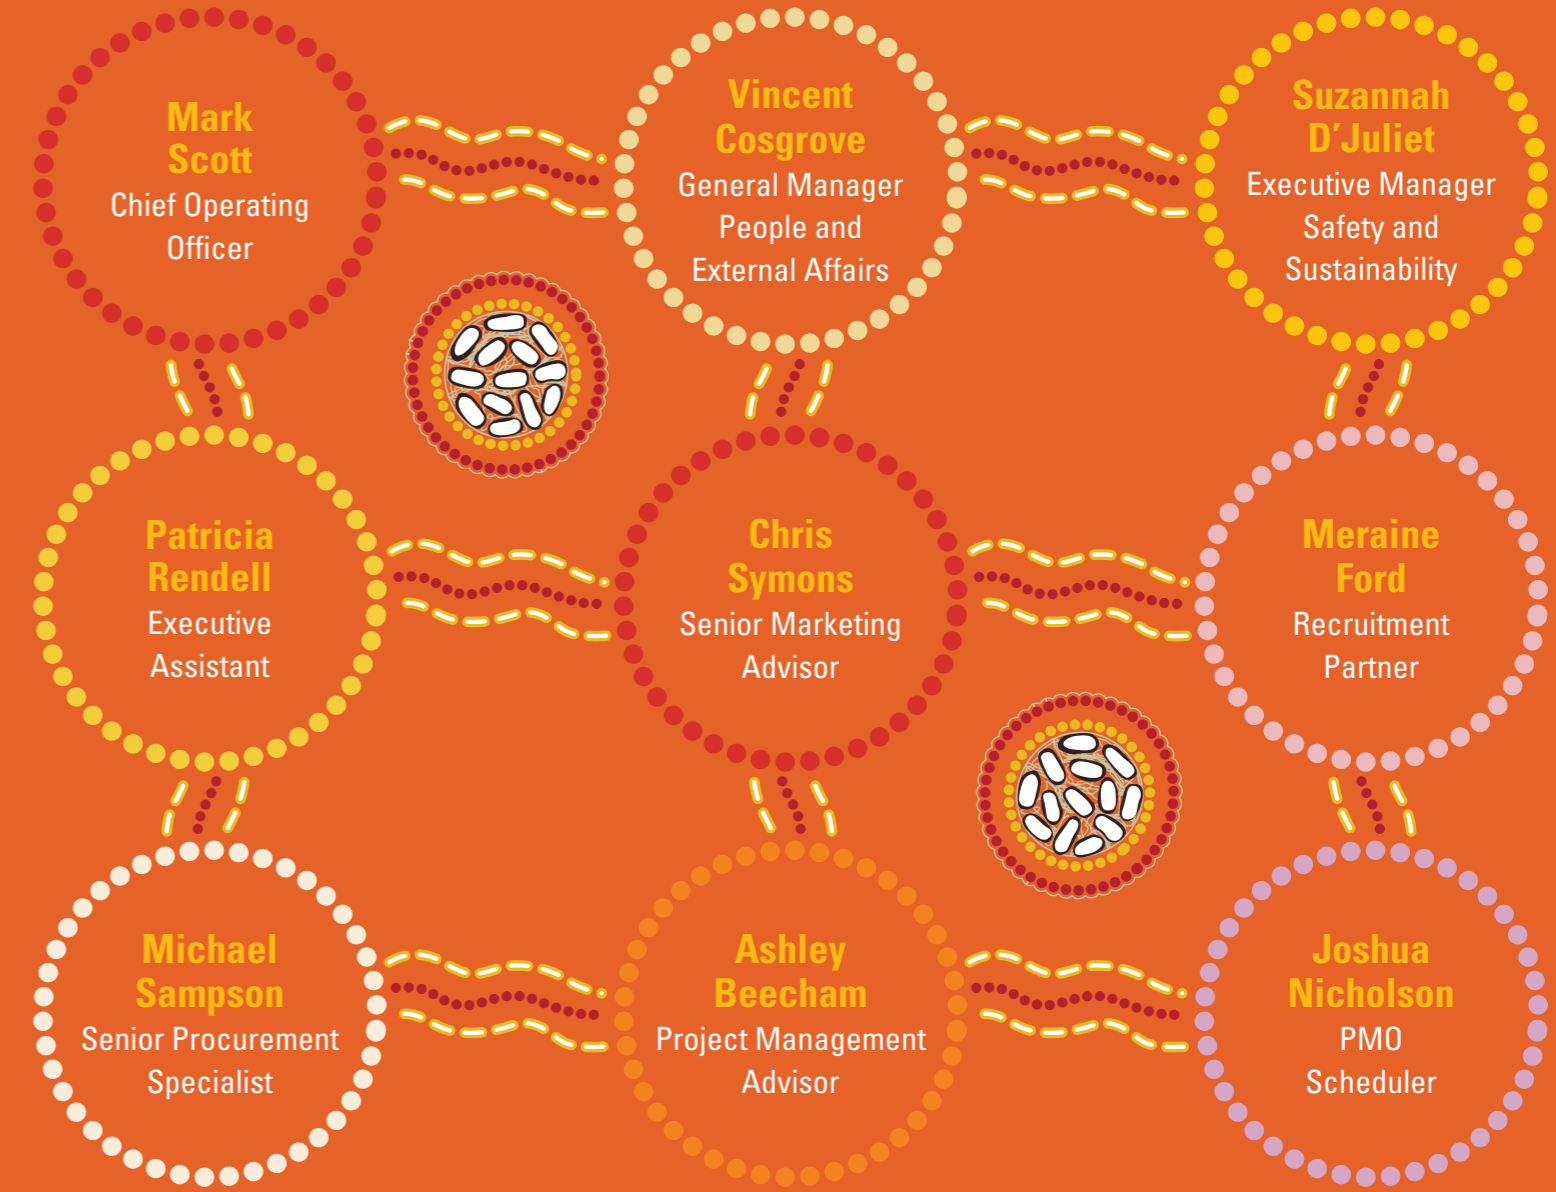 Mark
Scott
Chief Operating
Officer
Vincent
Cosgrove
General Manager
People and
External Affairs
Suzannah
D’Juliet
Executive Manager
Safety and
Sustainability
Patricia
Rendell
Executive
Assistant
Chris
Symons
Senior Marketing
Advisor
Meraine
Ford
Recruitment
Partner
Michael
Sampson
Senior Procurement
Specialist
Ashley
Beecham
Project Management
Advisor
Joshua
Nicholson
PMO
Scheduler